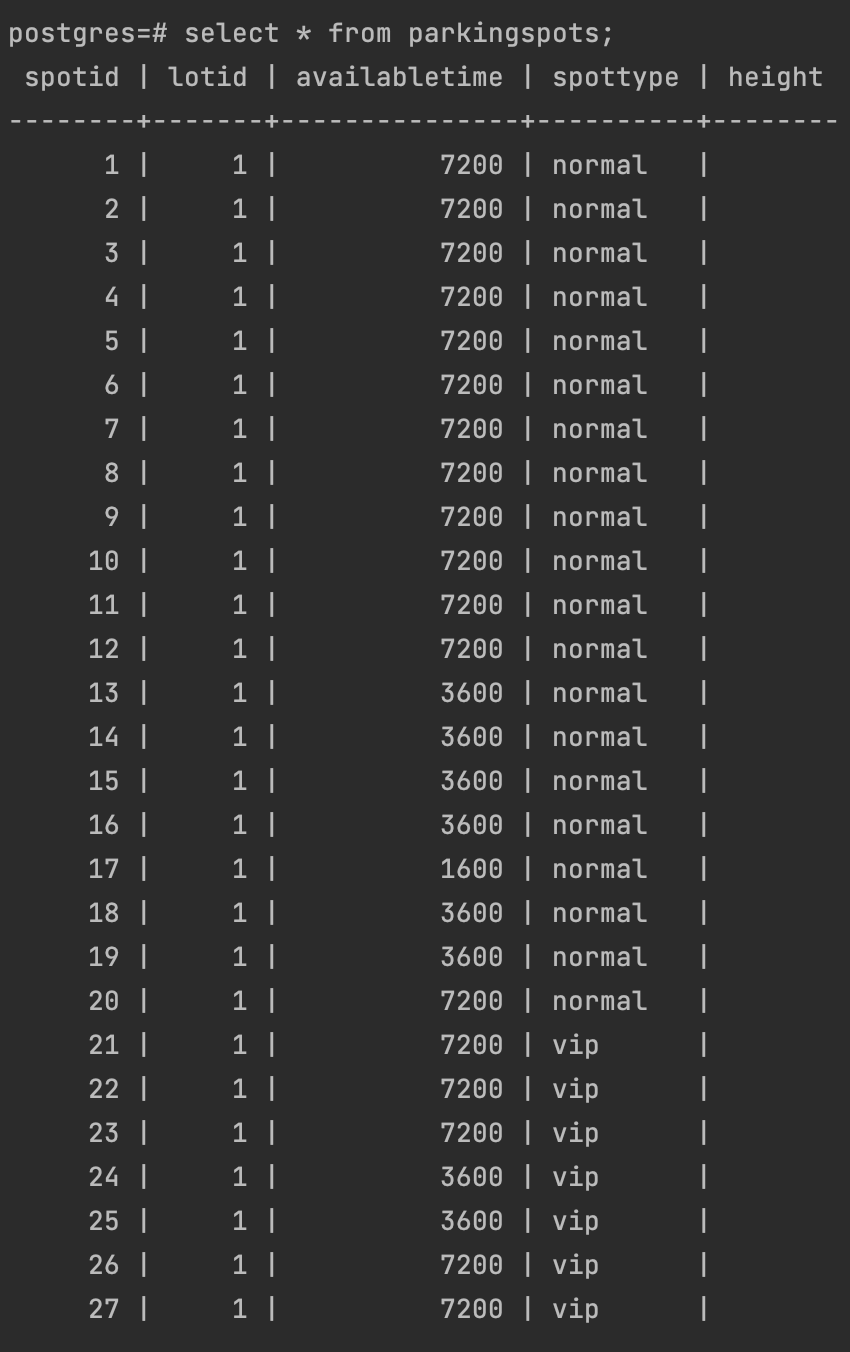 postgres=# select * from parkingspots;
 spotid | lotid | availabletime | spottype | height
--------+-------+---------------+----------+--------
      1 |     1 |          7200 | normal   |
      2 |     1 |          7200 | normal   |
      3 |     1 |          7200 | normal   |
      4 |     1 |          7200 | normal   |
      5 |     1 |          7200 | normal   |
      6 |     1 |          7200 | normal   |
      7 |     1 |          7200 | normal   |
      8 |     1 |          7200 | normal   |
      9 |     1 |          7200 | normal   |
     10 |     1 |          7200 | normal   |
     11 |     1 |          7200 | normal   |
     12 |     1 |          7200 | normal   |
     13 |     1 |          3600 | normal   |
     14 |     1 |          3600 | normal   |
     15 |     1 |          3600 | normal   |
     16 |     1 |          3600 | normal   |
     17 |     1 |          1600 | normal   |
     18 |     1 |          3600 | normal   |
     19 |     1 |          3600 | normal   |
     20 |     1 |          7200 | normal   |
     21 |     1 |          7200 | vip      |
     22 |     1 |          7200 | vip      |
     23 |     1 |          7200 | vip      |
     24 |     1 |          3600 | vip      |
     25 |     1 |          3600 | vip      |
     26 |     1 |          7200 | vip      |
     27 |     1 |          7200 | vip      |